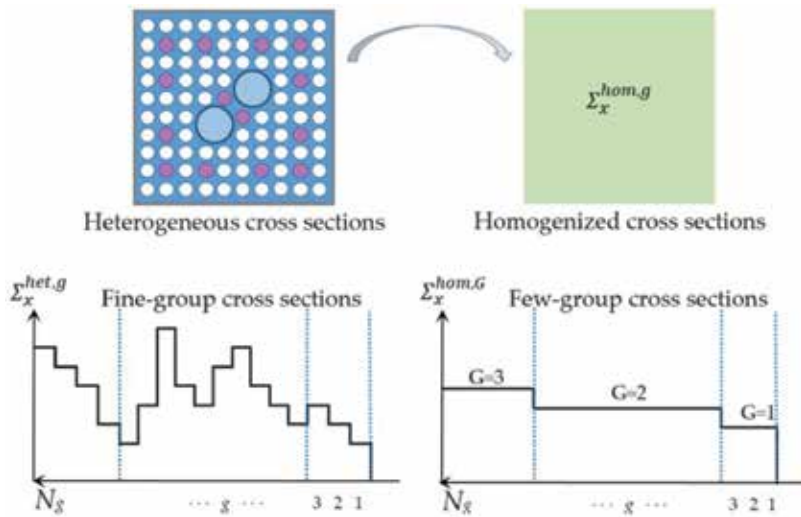 Σ_x^{hom,g}
Heterogeneous cross sections
Homogenized cross sections
Σ_x^{het,g}
Fine-group cross sections
Σ_x^{hom,G}
Few-group cross sections
G=3
G=2
G=1
N_g ··· g ··· 3 2 1
N_g ··· g ··· 3 2 1